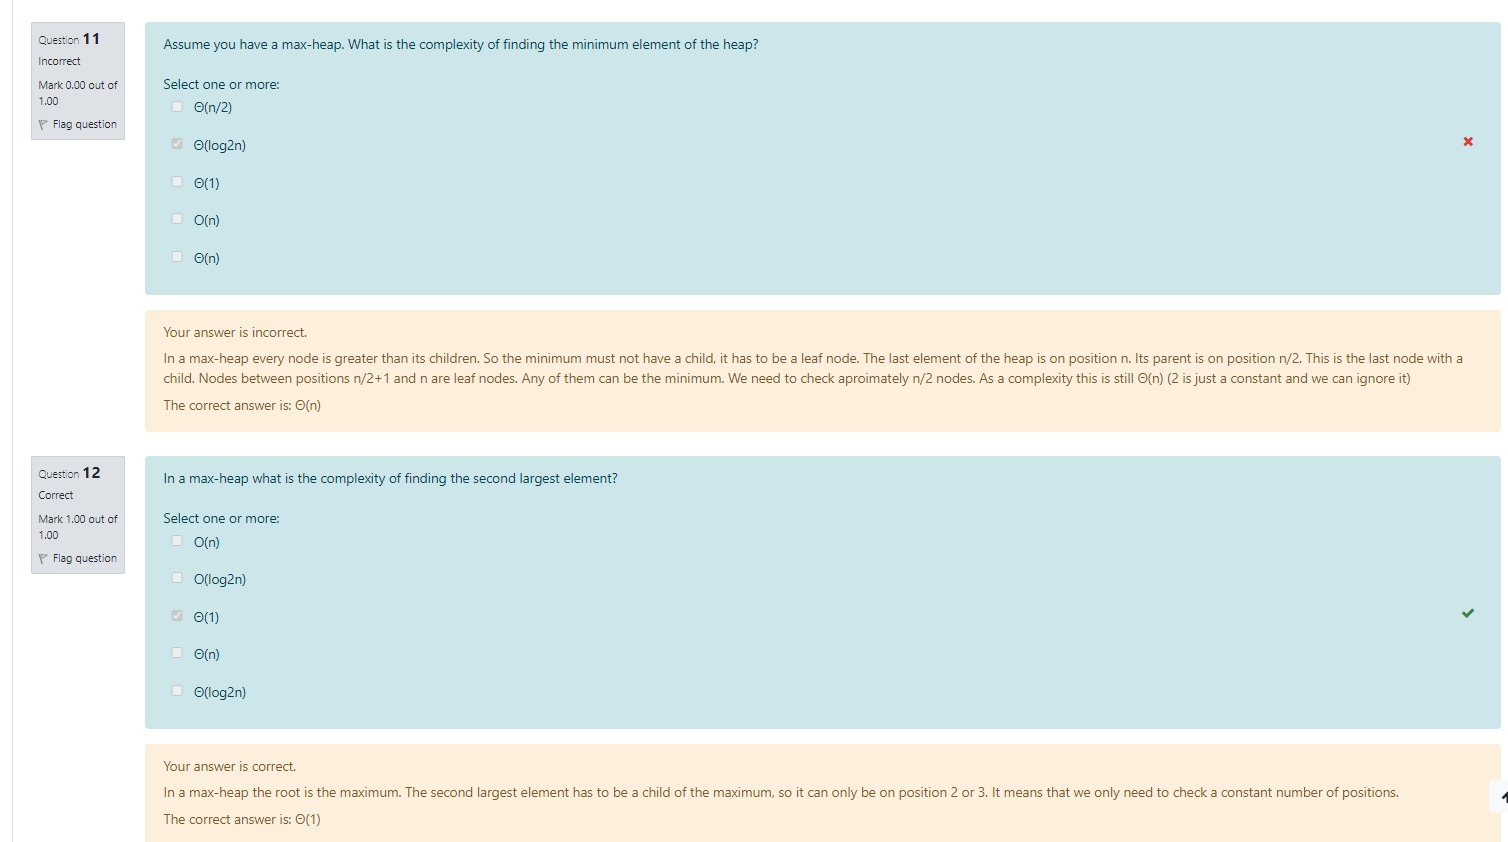 Question 11
Incorrect
Mark 0.00 out of
1.00
Flag question
Assume you have a max-heap. What is the complexity of finding the minimum element of the heap?
Select one or more:
Θ(n/2)
Θ(log2n)
Θ(1)
O(n)
Θ(n)
Your answer is incorrect.
In a max-heap every node is greater than its children. So the minimum must not have a child, it has to be a leaf node. The last element of the heap is on position n. Its parent is on position n/2. This is the last node with a
child. Nodes between positions n/2+1 and n are leaf nodes. Any of them can be the minimum. We need to check aproimately n/2 nodes. As a complexity this is still Θ(n) (2 is just a constant and we can ignore it)
The correct answer is: Θ(n)
Question 12
Correct
Mark 1.00 out of
1.00
Flag question
In a max-heap what is the complexity of finding the second largest element?
Select one or more:
O(n)
O(log2n)
Θ(1)
Θ(n)
Θ(log2n)
Your answer is correct.
In a max-heap the root is the maximum. The second largest element has to be a child of the maximum, so it can only be on position 2 or 3. It means that we only need to check a constant number of positions.
The correct answer is: Θ(1)